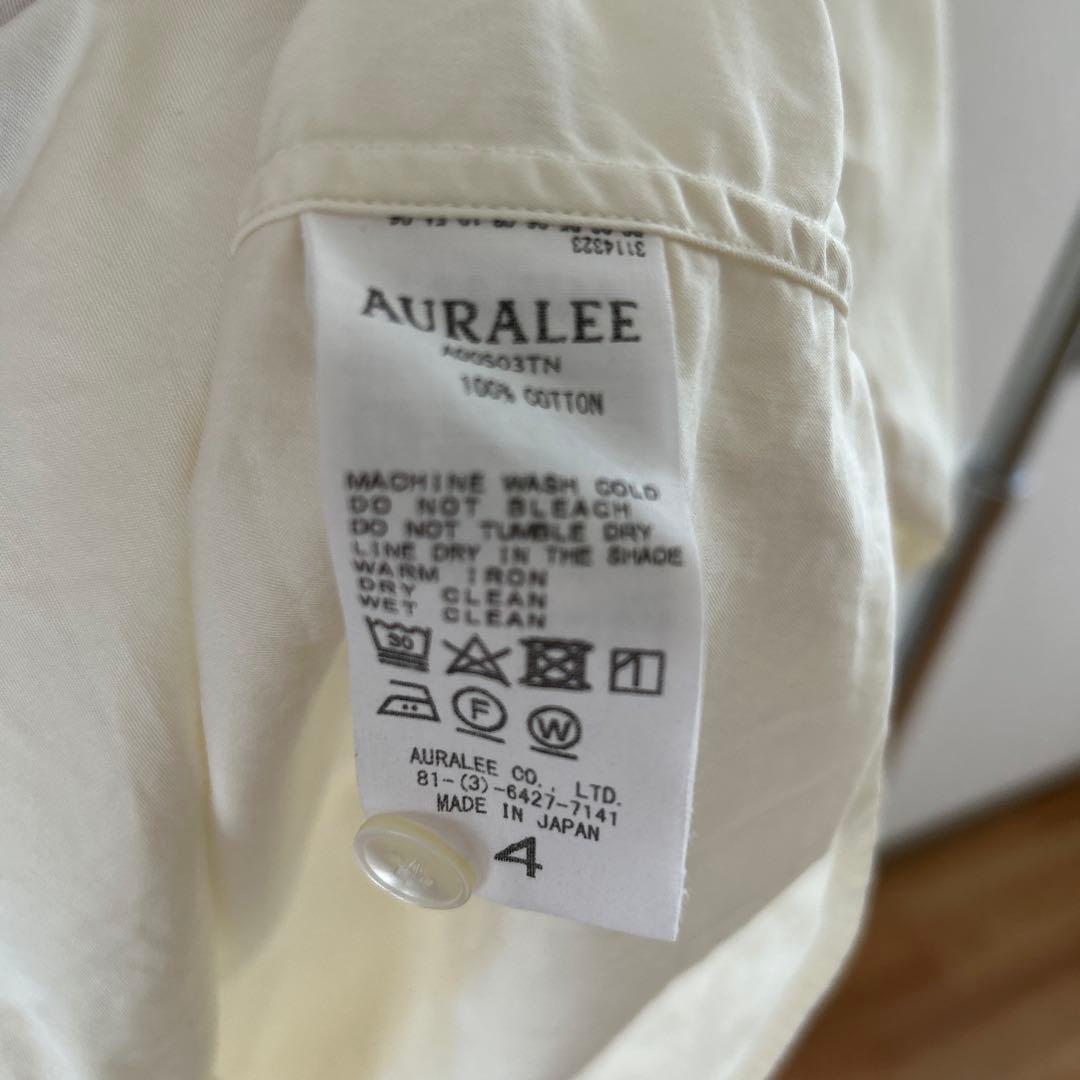 3114323
AURALEE
A00S03TN
100% COTTON
MACHINE WASH COLD
DO NOT BLEACH
DO NOT TUMBLE DRY
LINE DRY IN THE SHADE
WARM IRON
DRY CLEAN
WET CLEAN
30
F
W
AURALEE CO., LTD.
81-(3)-6427-7141
MADE IN JAPAN
4